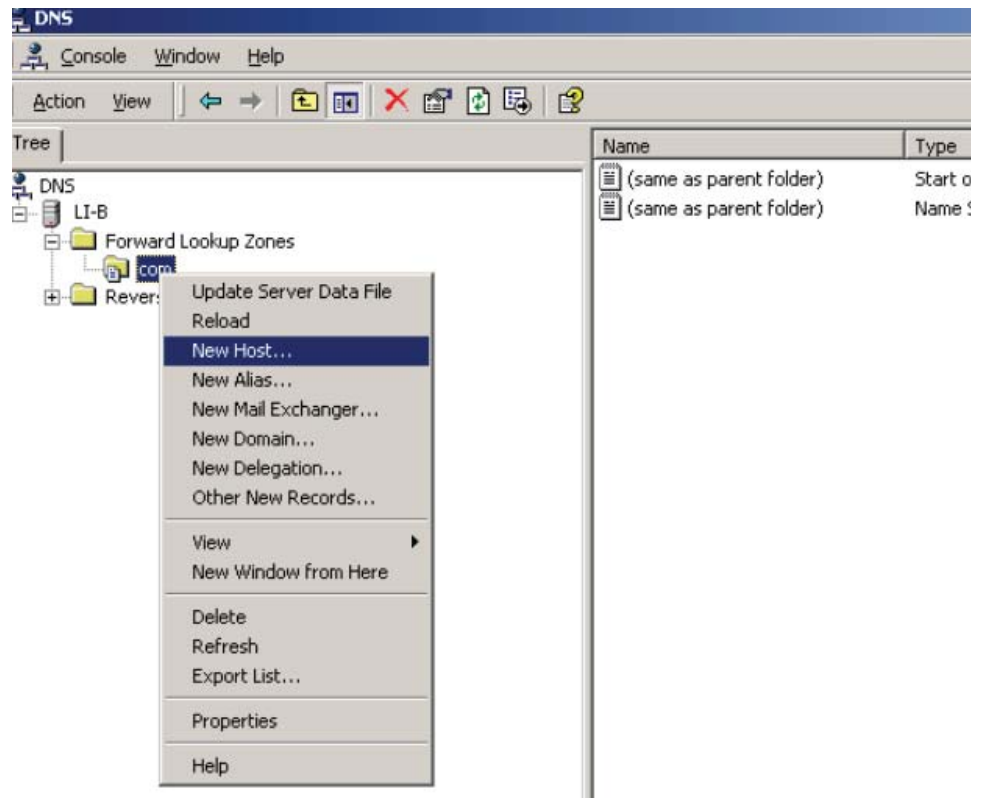 DNS
Console Window Help
Action View
Tree
Name Type
DNS
(same as parent folder) Start o
LI-B
(same as parent folder) Name
Forward Lookup Zones
com
Revers
Update Server Data File
Reload
New Host...
New Alias...
New Mail Exchanger...
New Domain...
New Delegation...
Other New Records...
View
New Window from Here
Delete
Refresh
Export List...
Properties
Help